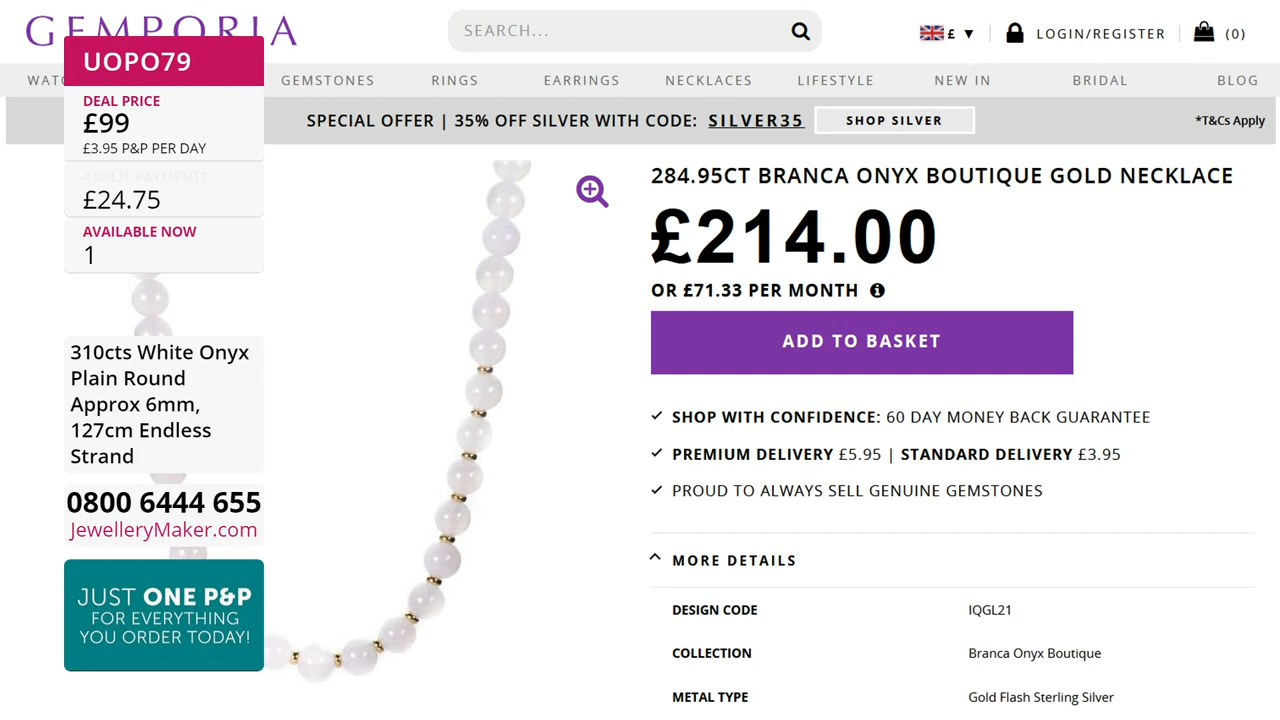 GEMPORIA
SEARCH...
£
LOGIN/REGISTER
(0)
UOPO79
WAT
GEMSTONES
RINGS
EARRINGS
NECKLACES
LIFESTYLE
NEW IN
BRIDAL
BLOG
SPECIAL OFFER | 35% OFF SILVER WITH CODE: SILVER35
SHOP SILVER
*T&Cs Apply
DEAL PRICE
£99
£3.95 P&P PER DAY
4 SPLIT PAYMENTS
£24.75
AVAILABLE NOW
1
310cts White Onyx
Plain Round
Approx 6mm,
127cm Endless
Strand
0800 6444 655
JewelleryMaker.com
JUST ONE P&P
FOR EVERYTHING
YOU ORDER TODAY!
284.95CT BRANCA ONYX BOUTIQUE GOLD NECKLACE
£214.00
OR £71.33 PER MONTH
ADD TO BASKET
SHOP WITH CONFIDENCE: 60 DAY MONEY BACK GUARANTEE
PREMIUM DELIVERY £5.95 | STANDARD DELIVERY £3.95
PROUD TO ALWAYS SELL GENUINE GEMSTONES
MORE DETAILS
DESIGN CODE IQGL21
COLLECTION Branca Onyx Boutique
METAL TYPE Gold Flash Sterling Silver